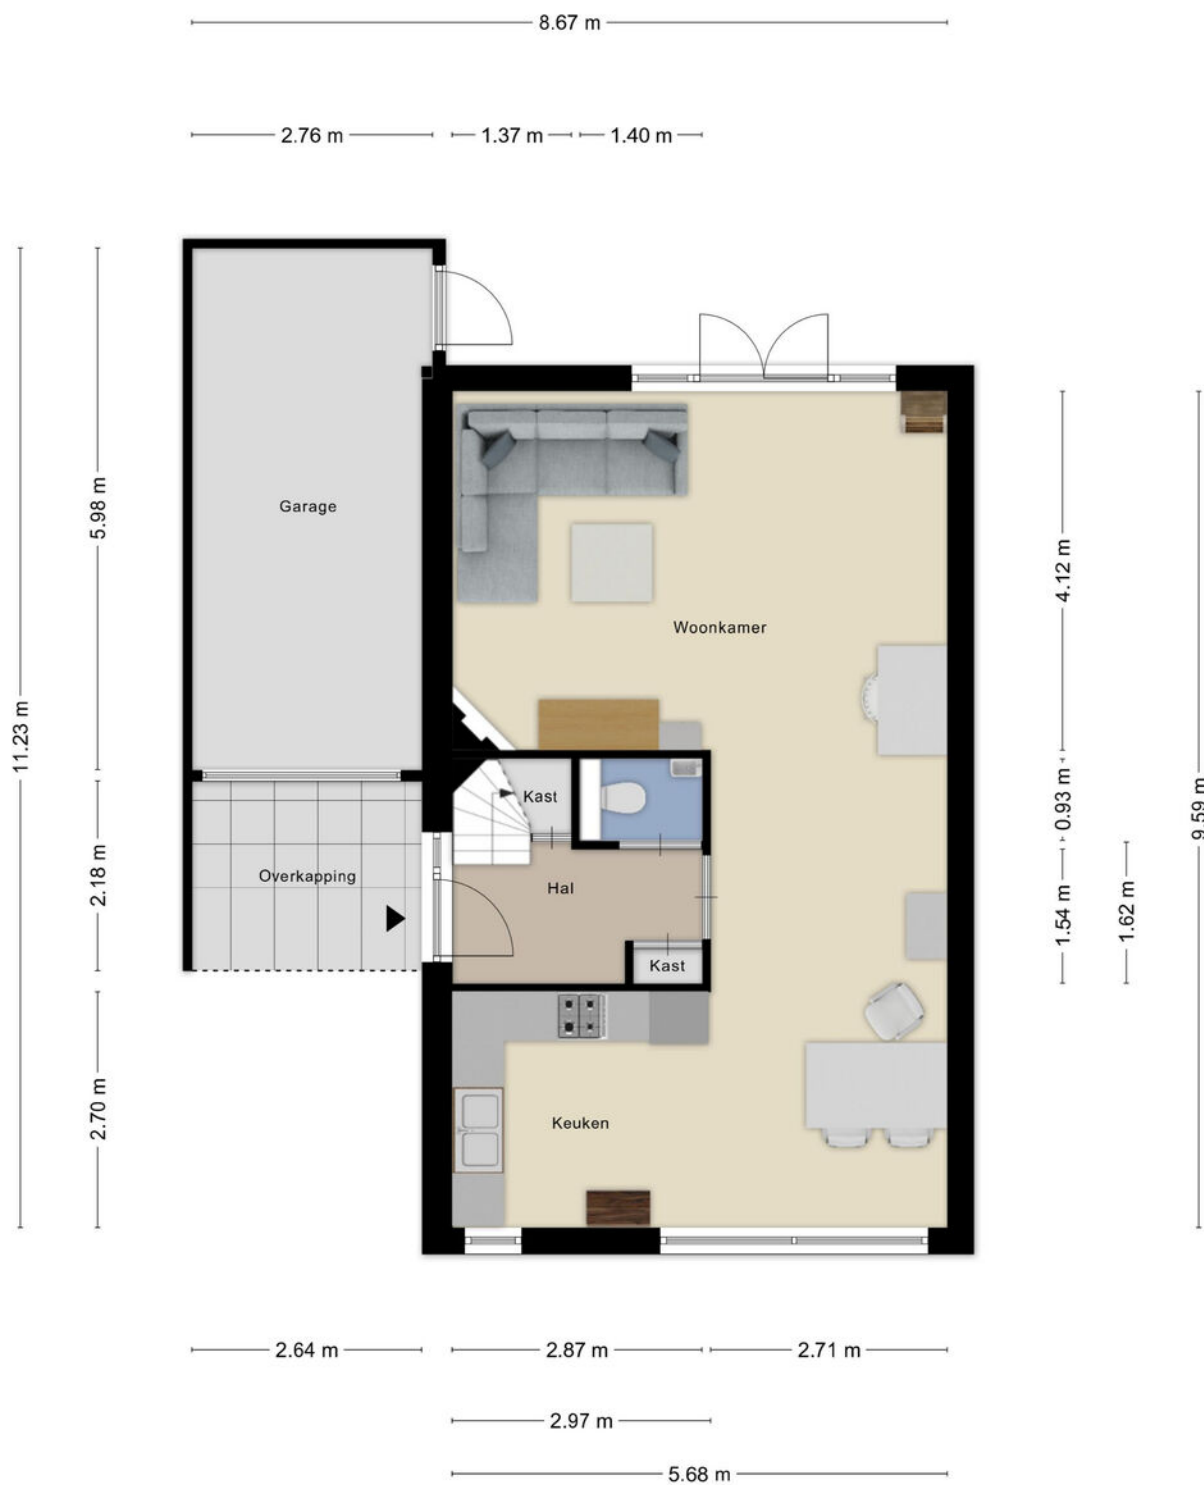 8.67 m
2.76 m
1.37 m
1.40 m
Garage
5.98 m
4.12 m
Woonkamer
11.23 m
Kast
0.93 m
9.59 m
Overkapping
2.18 m
Hal
1.54 m
1.62 m
Kast
2.70 m
Keuken
2.64 m
2.87 m
2.71 m
2.97 m
5.68 m